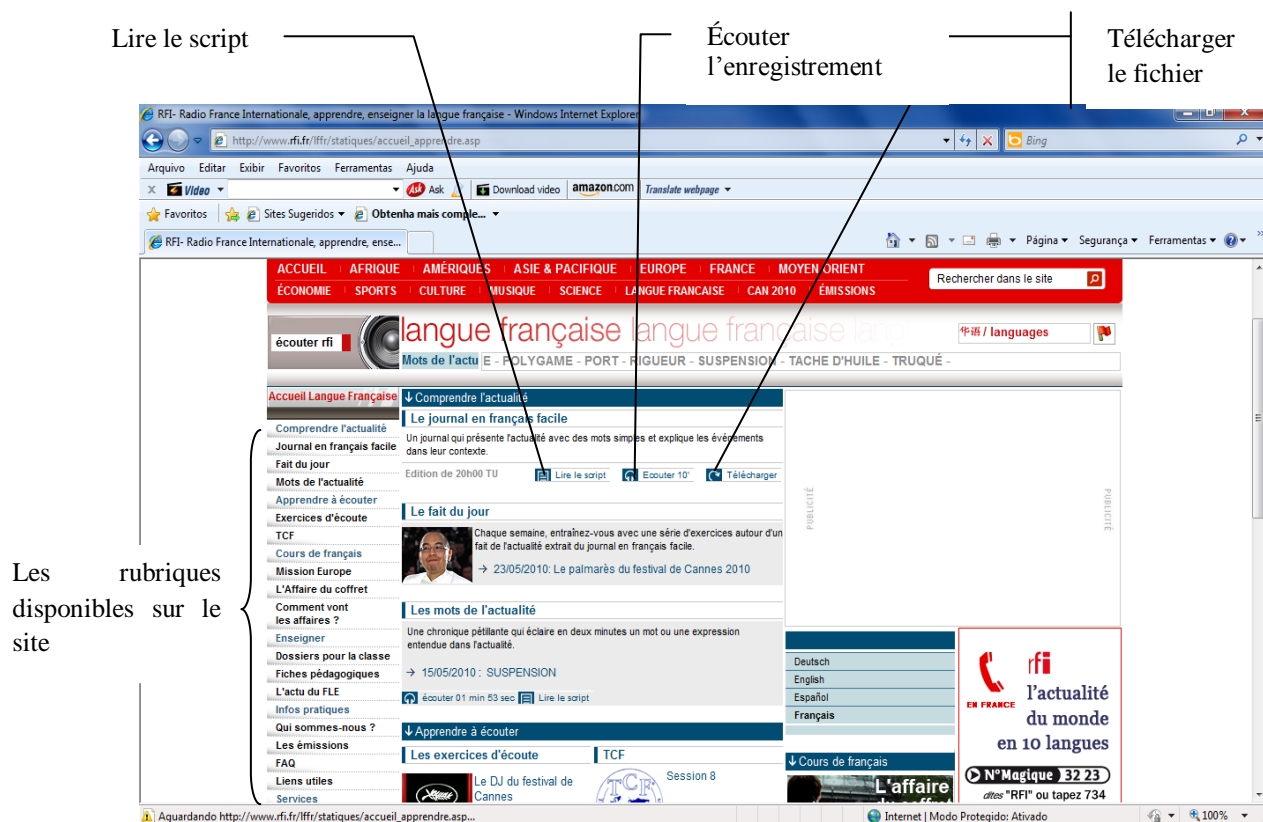 Lire le script
Écouter
l'enregistrement
Télécharger
le fichier
RFI- Radio France Internationale, apprendre, enseigner la langue française - Windows Internet Explorer
http://www.rfi.fr/lffr/statiques/accueil_apprendre.asp
Bing
Arquivo Editar Exibir Favoritos Ferramentas Ajuda
X Video Ask Ask Download video amazon.com Translate webpage
Favoritos Sites Sugeridos Obtenha mais comple...
RFI- Radio France Internationale, apprendre, ense...
Página Segurança Ferramentas
ACCUEIL AFRIQUE AMÉRIQUES ASIE & PACIFIQUE EUROPE FRANCE MOYEN ORIENT
ÉCONOMIE SPORTS CULTURE MUSIQUE SCIENCE LANGUE FRANCAISE CAN 2010 ÉMISSIONS
Rechercher dans le site
écouter rfi
langue française langue française lang
华语 / languages
Mots de l'actu E - POLYGAME - PORT - RIGUEUR - SUSPENSION - TACHE D'HUILE - TRUQUÉ -
Accueil Langue Française
Comprendre l'actualité
Journal en français facile
Fait du jour
Mots de l'actualité
Apprendre à écouter
Exercices d'écoute
TCF
Cours de français
Mission Europe
L'Affaire du coffret
Comment vont
les affaires ?
Enseigner
Dossiers pour la classe
Fiches pédagogiques
L'actu du FLE
Infos pratiques
Qui sommes-nous ?
Les émissions
FAQ
Liens utiles
Services
Les rubriques
disponibles sur le
site
Comprendre l'actualité
Le journal en français facile
Un journal qui présente l'actualité avec des mots simples et explique les événements
dans leur contexte.
Edition de 20h00 TU Lire le script Ecouter 10' Télécharger
Le fait du jour
Chaque semaine, entraînez-vous avec une série d'exercices autour d'un
fait de l'actualité extrait du journal en français facile.
→ 23/05/2010: Le palmarès du festival de Cannes 2010
Les mots de l'actualité
Une chronique pétillante qui éclaire en deux minutes un mot ou une expression
entendue dans l'actualité.
→ 15/05/2010 : SUSPENSION
écouter 01 min 53 sec Lire le script
Apprendre à écouter
Les exercices d'écoute
Le DJ du festival de
Cannes
TCF
TCF
Session 8
PUBLICITÉ
PUBLICITÉ
Deutsch
English
Español
Français
Cours de français
L'affaire
du coffret
EN FRANCE
rfi
l'actualité
du monde
en 10 langues
N°Magique 32 23
dites "RFI" ou tapez 734
Aguardando http://www.rfi.fr/lffr/statiques/accueil_apprendre.asp...
Internet | Modo Protegido: Ativado
100%